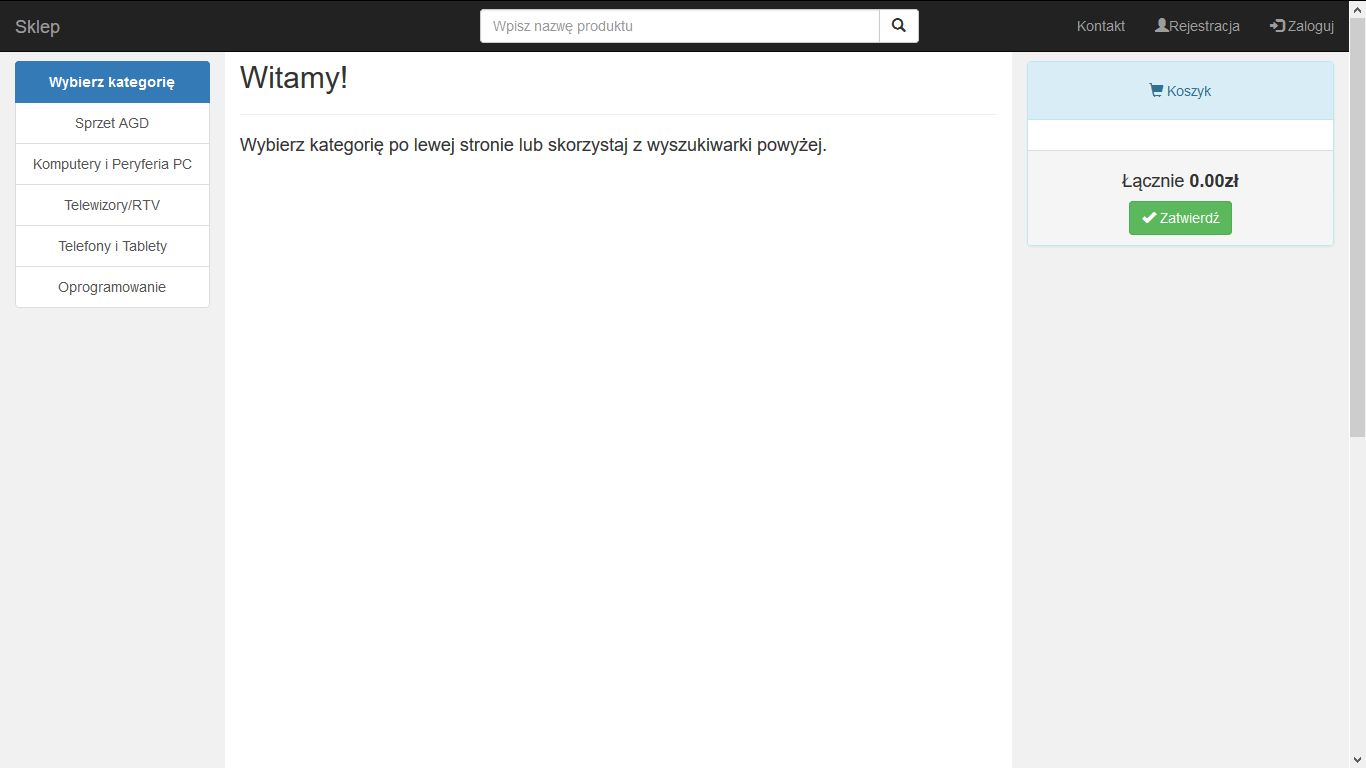 Sklep
Wpisz nazwę produktu
Kontakt
Rejestracja
Zaloguj
Wybierz kategorię
Sprzet AGD
Komputery i Peryferia PC
Telewizory/RTV
Telefony i Tablety
Oprogramowanie
Witamy!
Wybierz kategorię po lewej stronie lub skorzystaj z wyszukiwarki powyżej.
Koszyk
Łącznie 0.00zł
Zatwierdź